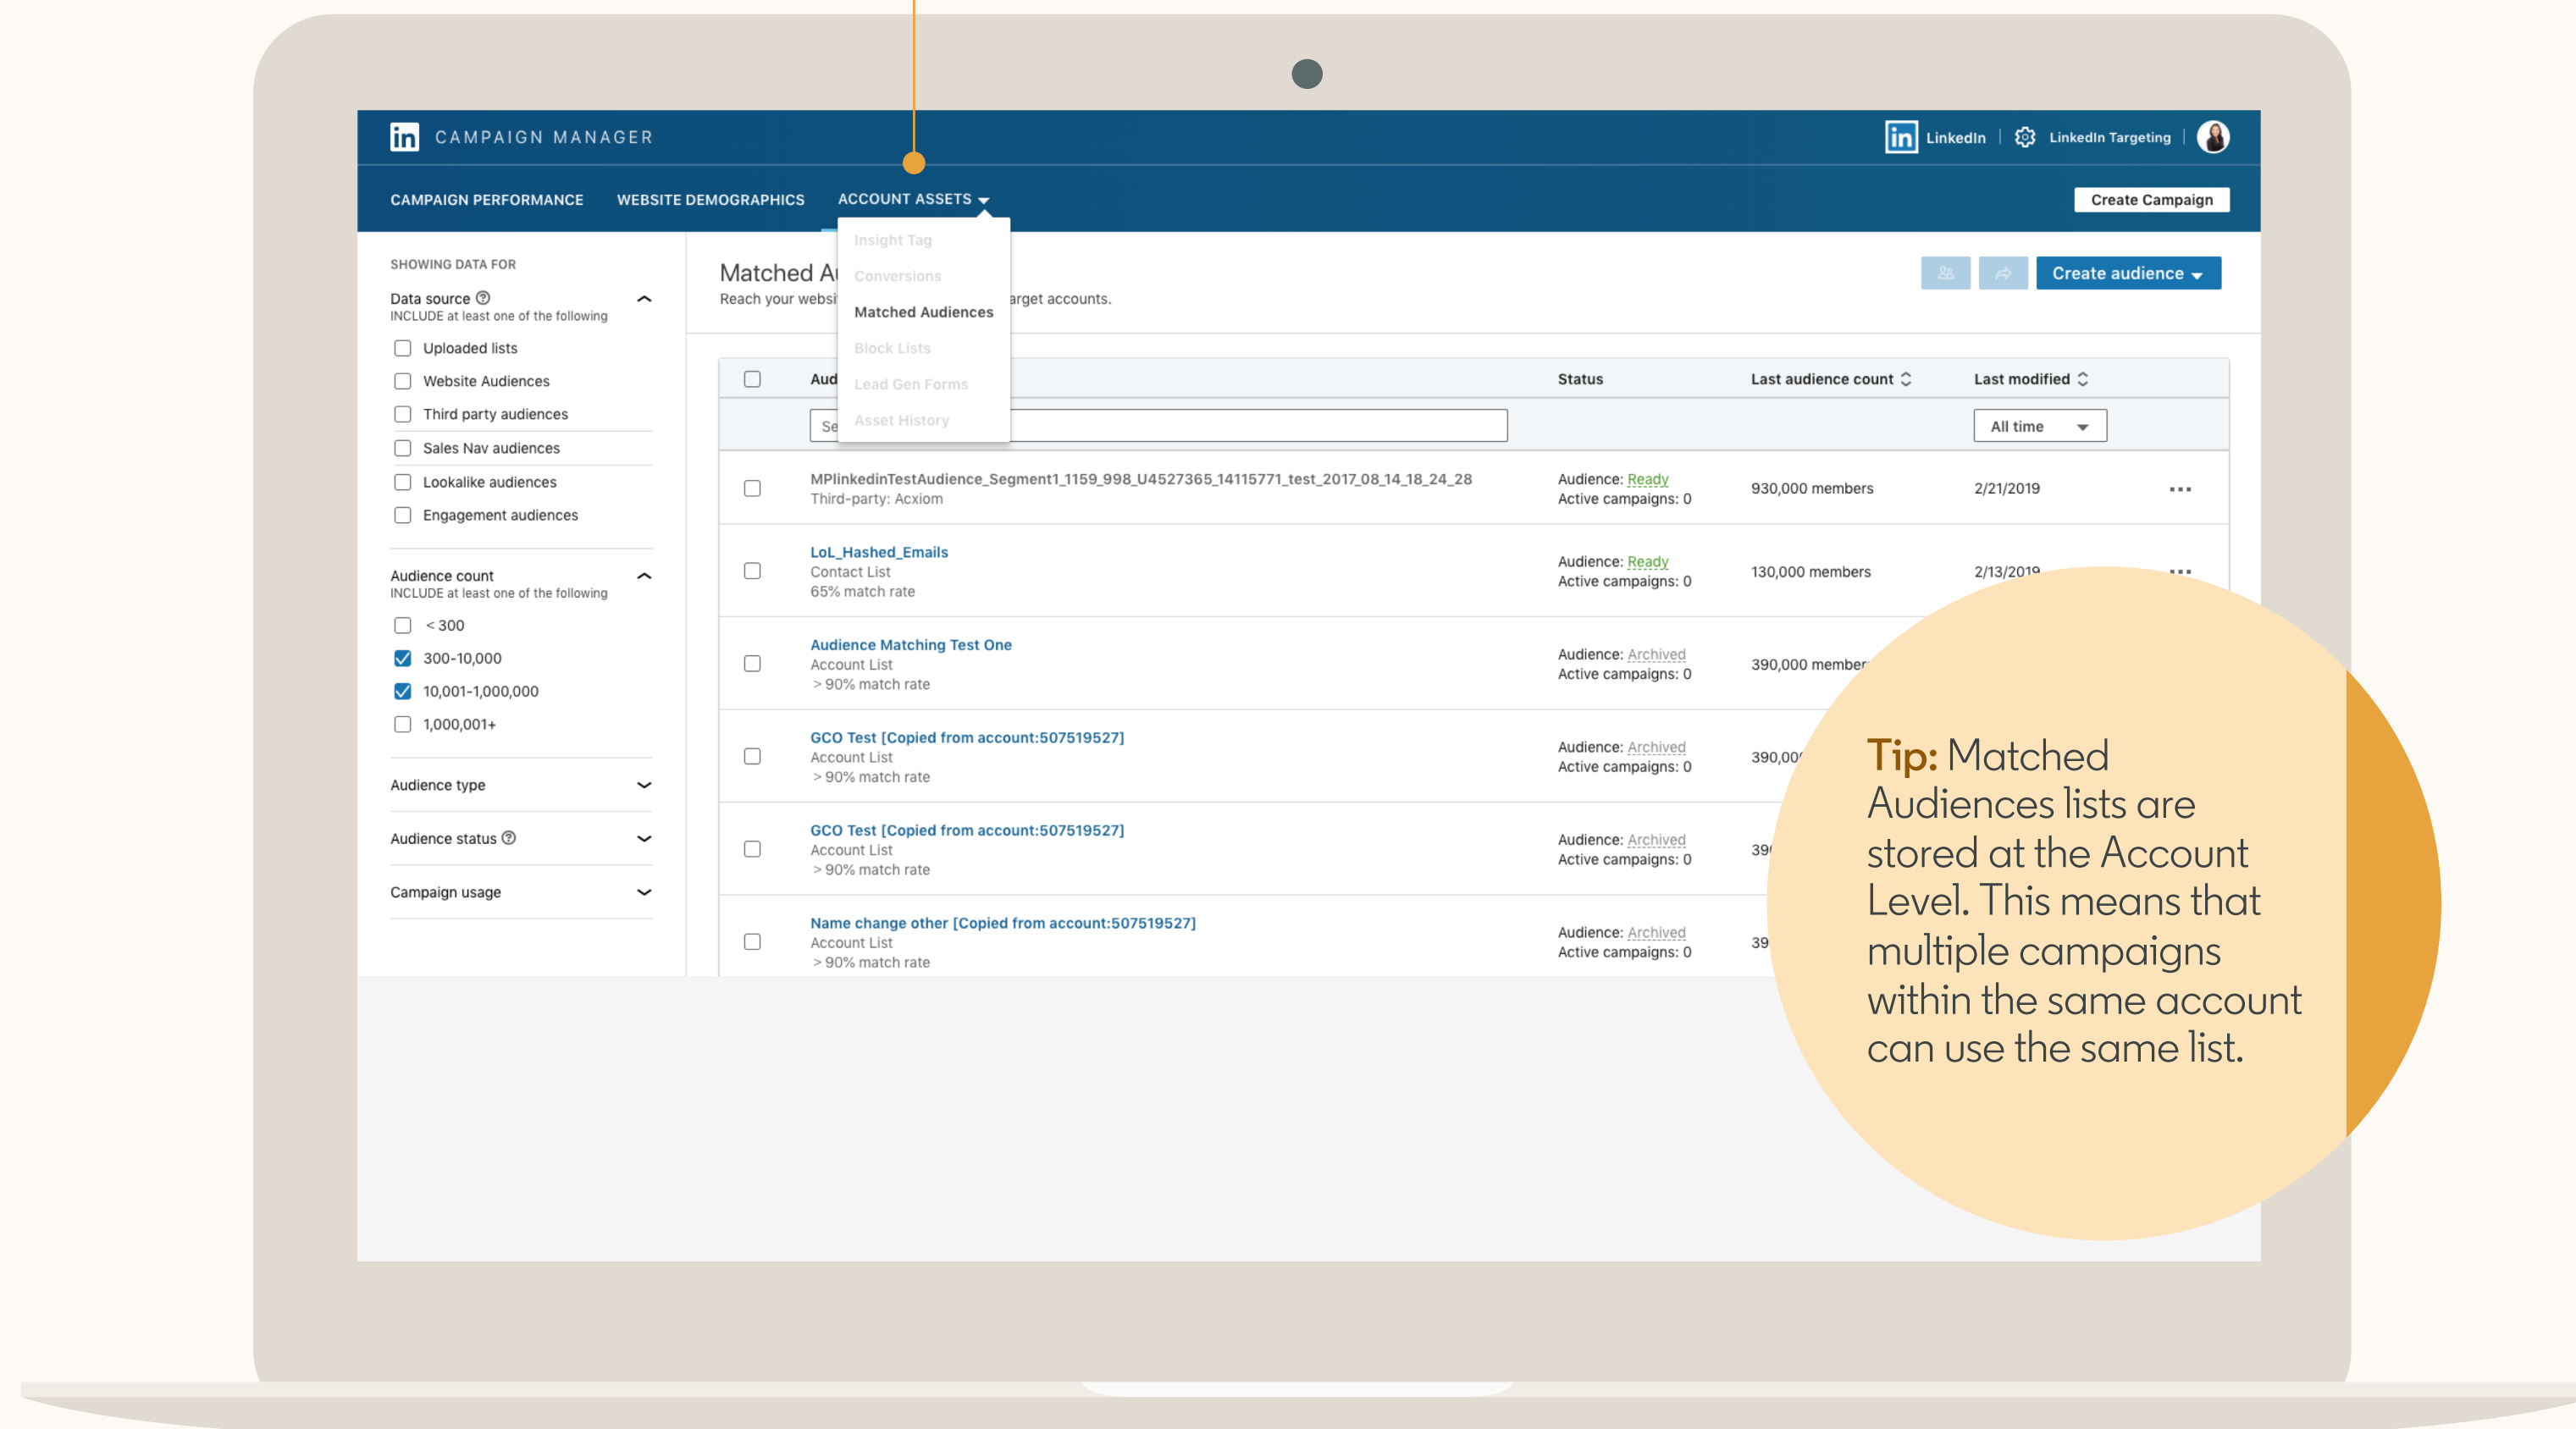 in CAMPAIGN MANAGER
in LinkedIn LinkedIn Targeting
CAMPAIGN PERFORMANCE WEBSITE DEMOGRAPHICS ACCOUNT ASSETS Create Campaign
Insight Tag
Conversions
Matched Audiences
Block Lists
Lead Gen Forms
Asset History
SHOWING DATA FOR
Data source
INCLUDE at least one of the following
Uploaded lists
Website Audiences
Third party audiences
Sales Nav audiences
Lookalike audiences
Engagement audiences
Audience count
INCLUDE at least one of the following
< 300
300-10,000
10,001-1,000,000
1,000,001+
Audience type
Audience status
Campaign usage
Matched
Create audience
Reach your target accounts.
Status Last audience count Last modified
All time
MPlinkedinTestAudience_Segment1_1159_998_U4527365_14115771_test_2017_08_14_18_24_28
Third-party: Acxiom
Audience: Ready
Active campaigns: 0
930,000 members
2/21/2019
LoL_Hashed_Emails
Contact List
65% match rate
Audience: Ready
Active campaigns: 0
130,000 members
2/13/2019
Audience Matching Test One
Account List
> 90% match rate
Audience: Archived
Active campaigns: 0
390,000 members
GCO Test [Copied from account:507519527]
Account List
> 90% match rate
Audience: Archived
Active campaigns: 0
GCO Test [Copied from account:507519527]
Account List
> 90% match rate
Audience: Archived
Active campaigns: 0
Name change other [Copied from account:507519527]
Account List
> 90% match rate
Audience: Archived
Active campaigns: 0
Tip: Matched
Audiences lists are
stored at the Account
Level. This means that
multiple campaigns
within the same account
can use the same list.